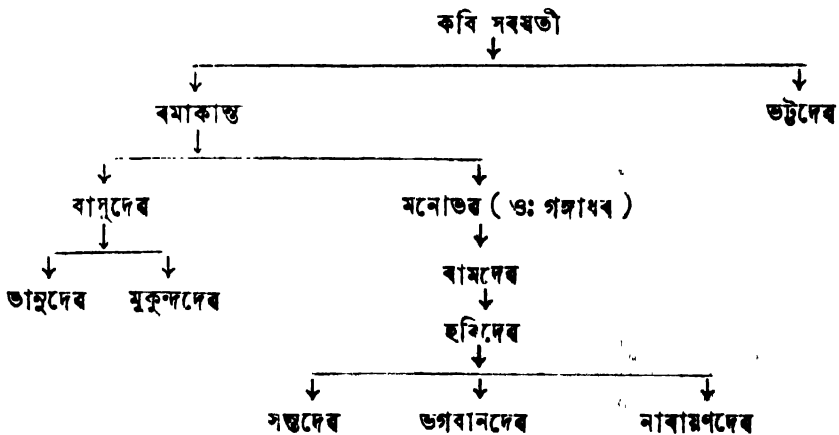 কবি সৰস্বতী
ৰমাকান্ত ভট্টদেৱ
বাসুদেৱ মনোভৱ ( ওঃ গঙ্গাধৰ )
ৰামদেৱ
ভানুদেৱ মুকুন্দদেৱ
হৰিদেৱ
সন্তদেৱ ভগবানদেৱ নাৰায়ণদেৱ